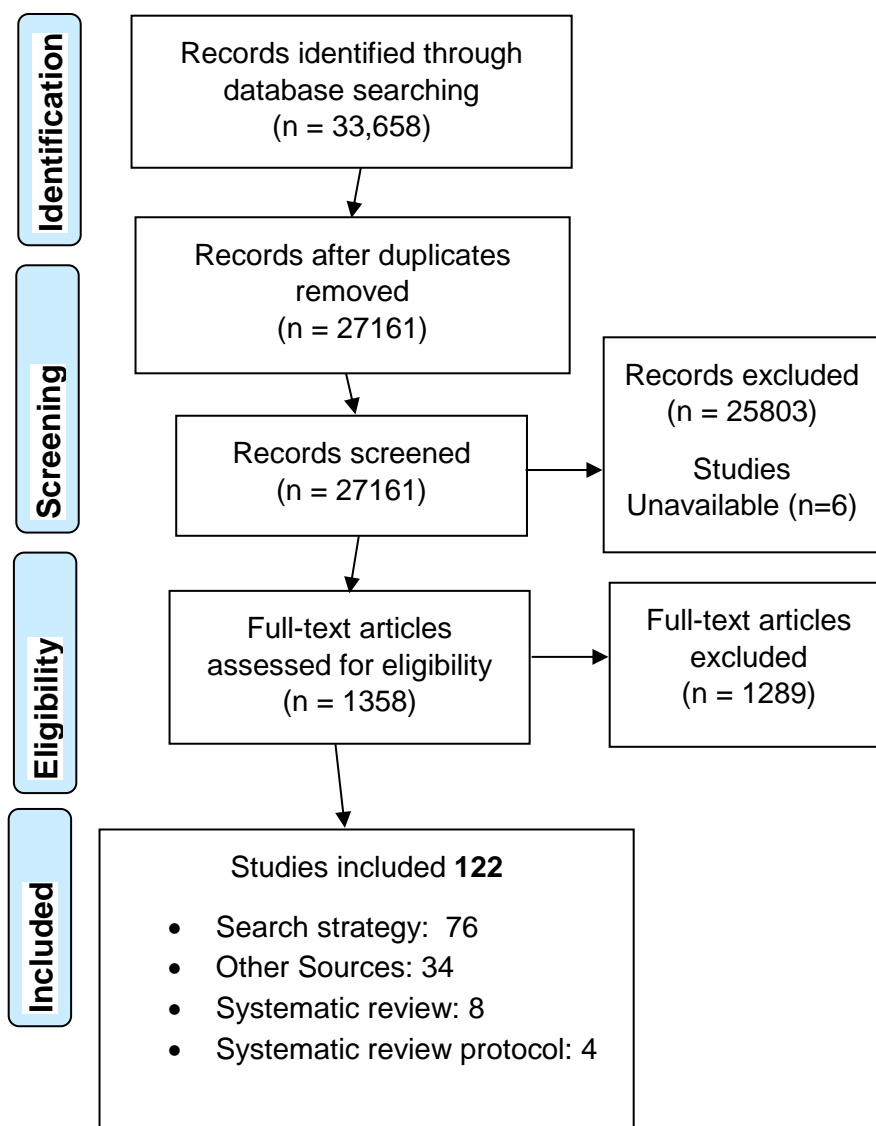 Identification
Records identified through
database searching
(n = 33,658)
Records after duplicates
removed
(n = 27161)
Screening
Records screened
(n = 27161)
Records excluded
(n = 25803)
Studies
Unavailable (n=6)
Eligibility
Full-text articles
assessed for eligibility
(n = 1358)
Full-text articles
excluded
(n = 1289)
Included
Studies included 122
• Search strategy: 76
• Other Sources: 34
• Systematic review: 8
• Systematic review protocol: 4